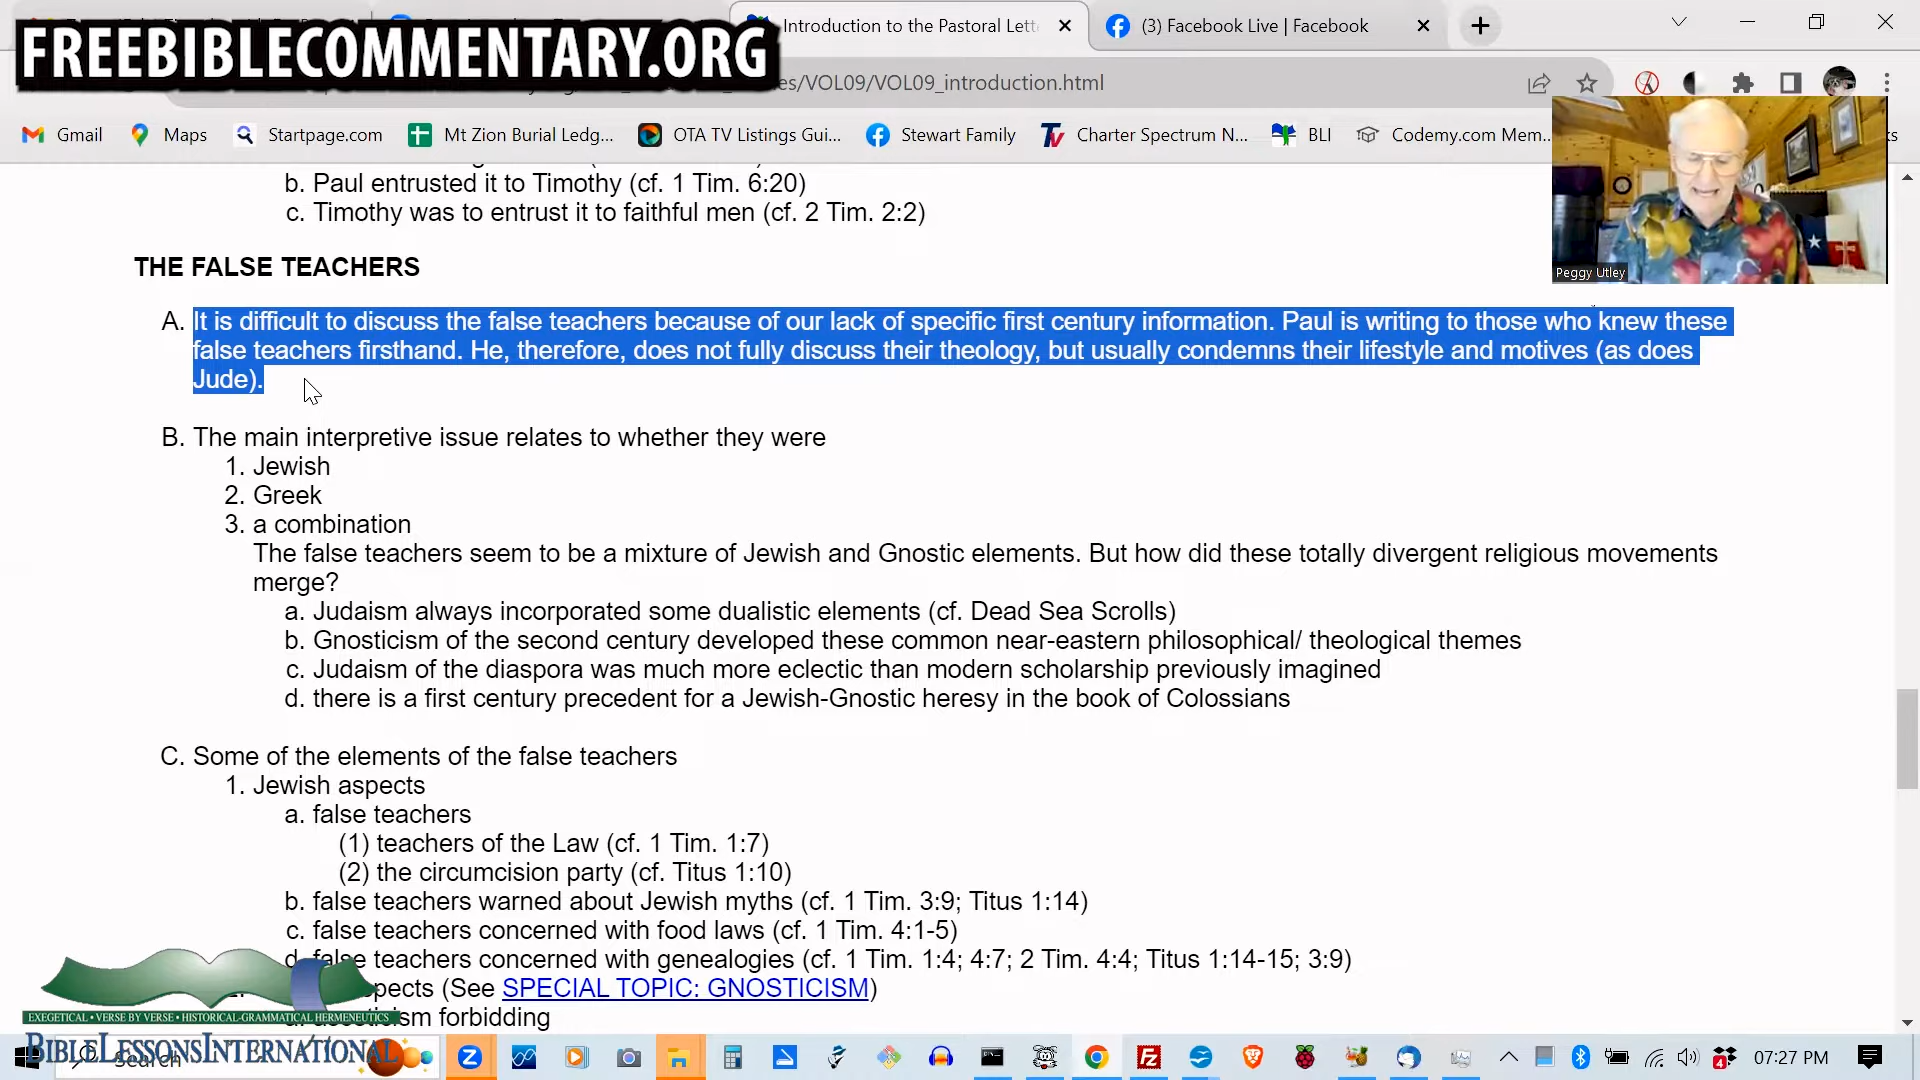 Introduction to the Pastoral Lett
(3) Facebook Live | Facebook
FREEBIBLECOMMENTARY.ORG
es/VOL09/VOL09_introduction.html
Gmail
Maps
Startpage.com
Mt Zion Burial Ledg...
OTA TV Listings Gui...
Stewart Family
Charter Spectrum N...
BLI
Codemy.com Mem...
ks
b. Paul entrusted it to Timothy (cf. 1 Tim. 6:20)
c. Timothy was to entrust it to faithful men (cf. 2 Tim. 2:2)
Peggy Utley
THE FALSE TEACHERS
A. It is difficult to discuss the false teachers because of our lack of specific first century information. Paul is writing to those who knew these
false teachers firsthand. He, therefore, does not fully discuss their theology, but usually condemns their lifestyle and motives (as does
Jude).
B. The main interpretive issue relates to whether they were
1. Jewish
2. Greek
3. a combination
The false teachers seem to be a mixture of Jewish and Gnostic elements. But how did these totally divergent religious movements
merge?
a. Judaism always incorporated some dualistic elements (cf. Dead Sea Scrolls)
b. Gnosticism of the second century developed these common near-eastern philosophical/ theological themes
c. Judaism of the diaspora was much more eclectic than modern scholarship previously imagined
d. there is a first century precedent for a Jewish-Gnostic heresy in the book of Colossians
C. Some of the elements of the false teachers
1. Jewish aspects
a. false teachers
(1) teachers of the Law (cf. 1 Tim. 1:7)
(2) the circumcision party (cf. Titus 1:10)
b. false teachers warned about Jewish myths (cf. 1 Tim. 3:9; Titus 1:14)
c. false teachers concerned with food laws (cf. 1 Tim. 4:1-5)
d. false teachers concerned with genealogies (cf. 1 Tim. 1:4; 4:7; 2 Tim. 4:4; Titus 1:14-15; 3:9)
pects (See SPECIAL TOPIC: GNOSTICISM)
a. asceticism forbidding
EXEGETICAL • VERSE BY VERSE • HISTORICAL-GRAMMATICAL HERMENEUTICS
BIBLELESSONSINTERNATIONAL
Search
4
07:27 PM